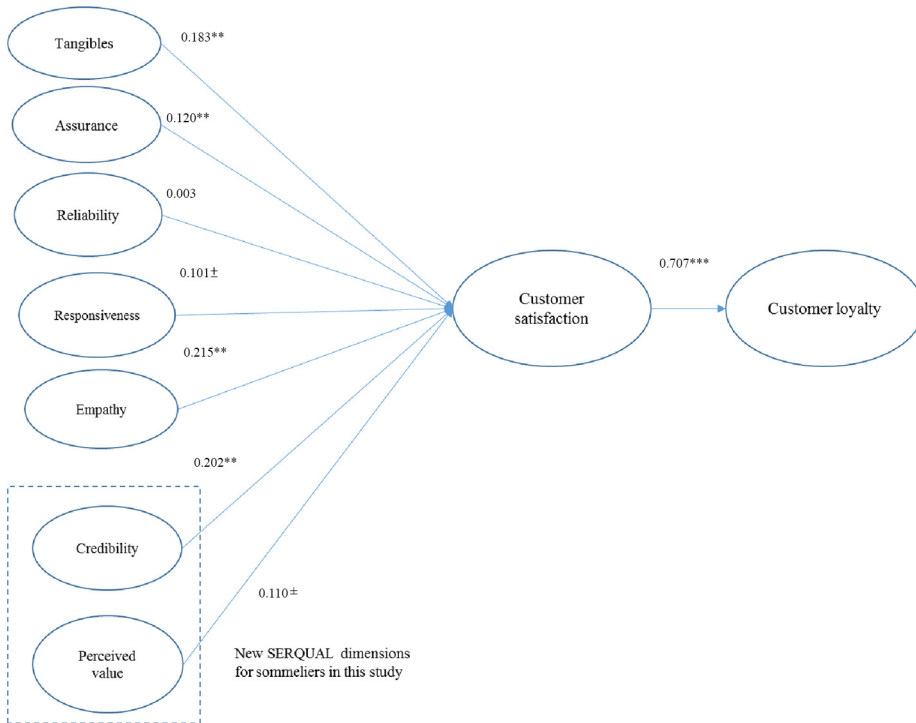 Tangibles
0.183**
Assurance
0.120**
Reliability
0.003
Responsiveness
0.101±
Empathy
0.215**
Credibility
0.202**
Perceived
value
0.110±
New SERQUAL dimensions
for sommeliers in this study
Customer
satisfaction
0.707***
Customer loyalty